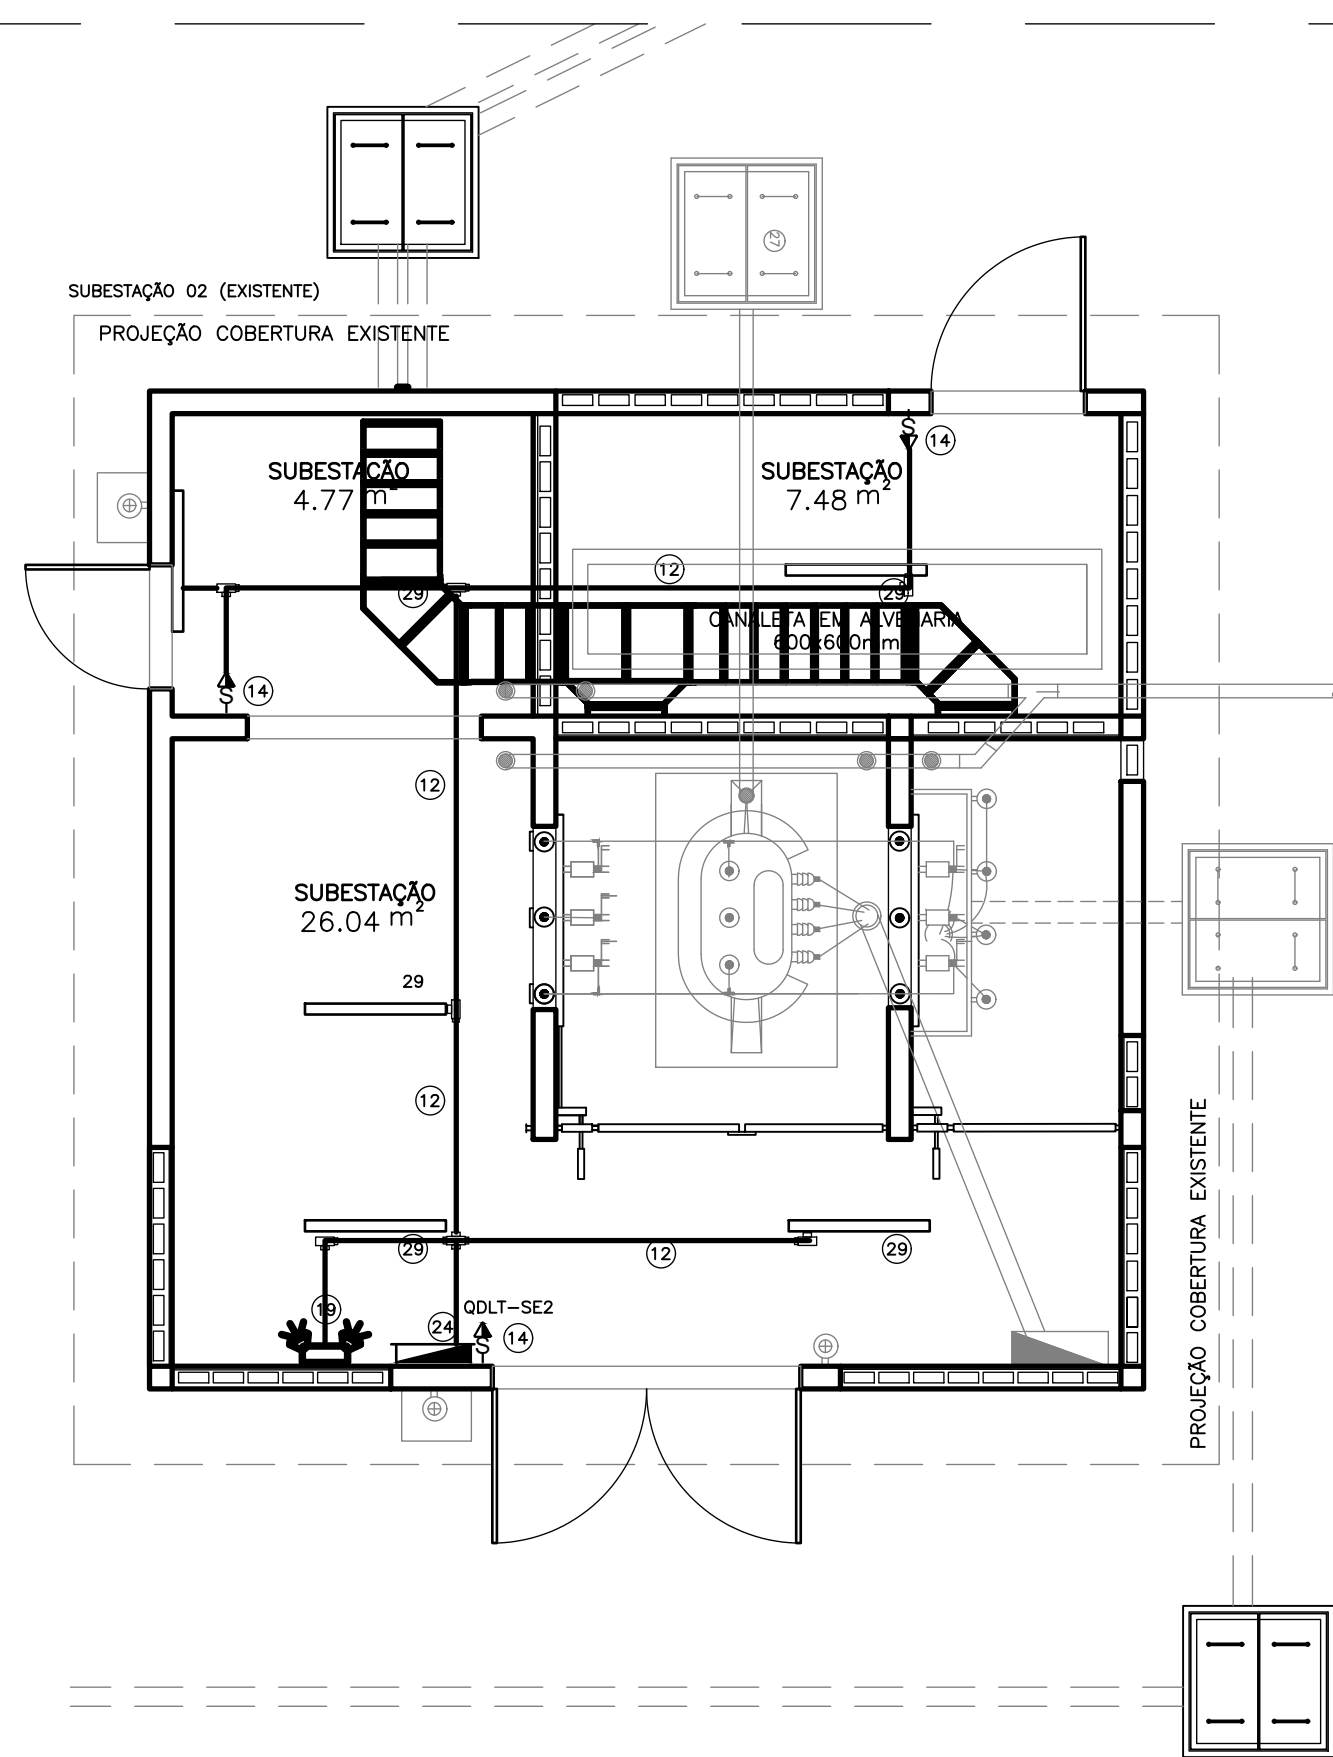 27
SUBESTAÇÃO 02 (EXISTENTE)
PROJEÇÃO COBERTURA EXISTENTE
S
14
SUBESTAÇÃO
4.77 m²
SUBESTAÇÃO
7.48 m²
12
29
29
CANALETA EM ALVENARIA
600x600mm
14
S
12
SUBESTAÇÃO
26.04 m²
29
12
PROJEÇÃO COBERTURA EXISTENTE
29
12
29
19
24
QDLT-SE2
S
14